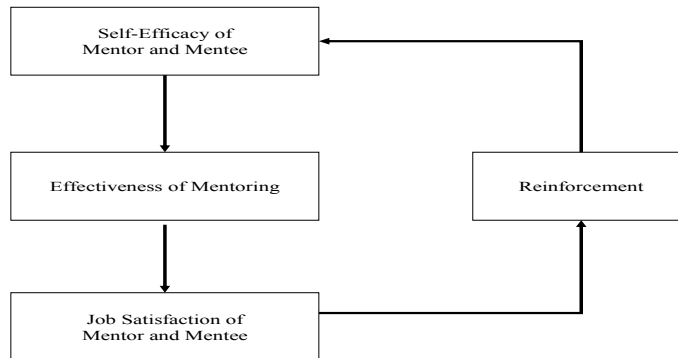 Self-Efficacy of
Mentor and Mentee
Effectiveness of Mentoring
Reinforcement
Job Satisfaction of
Mentor and Mentee